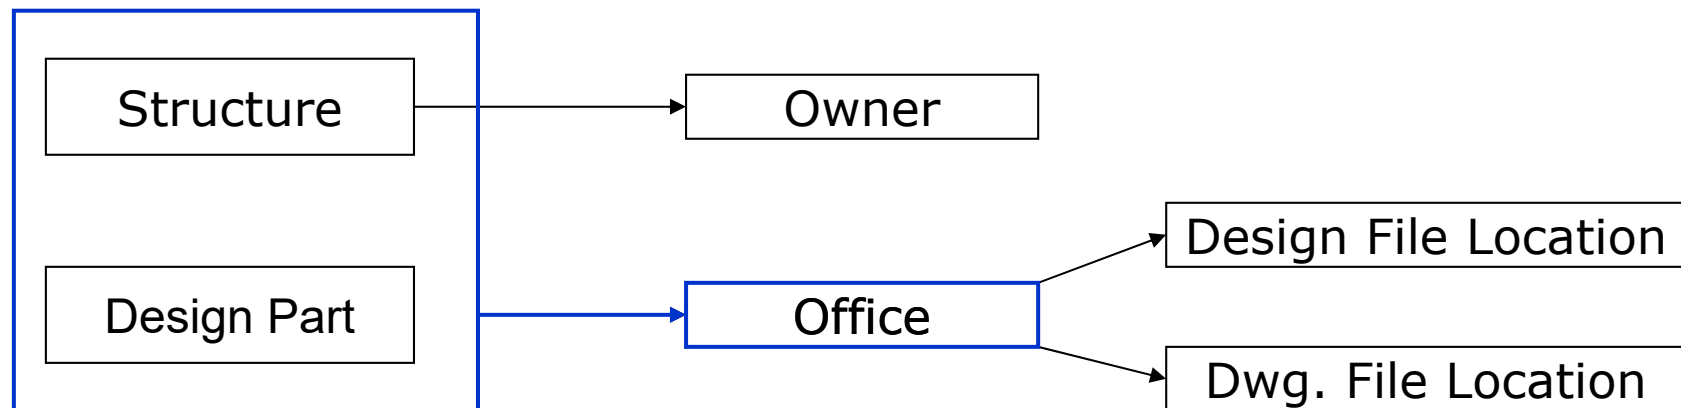 Structure
Owner
Design File Location
Design Part
Office
Dwg. File Location